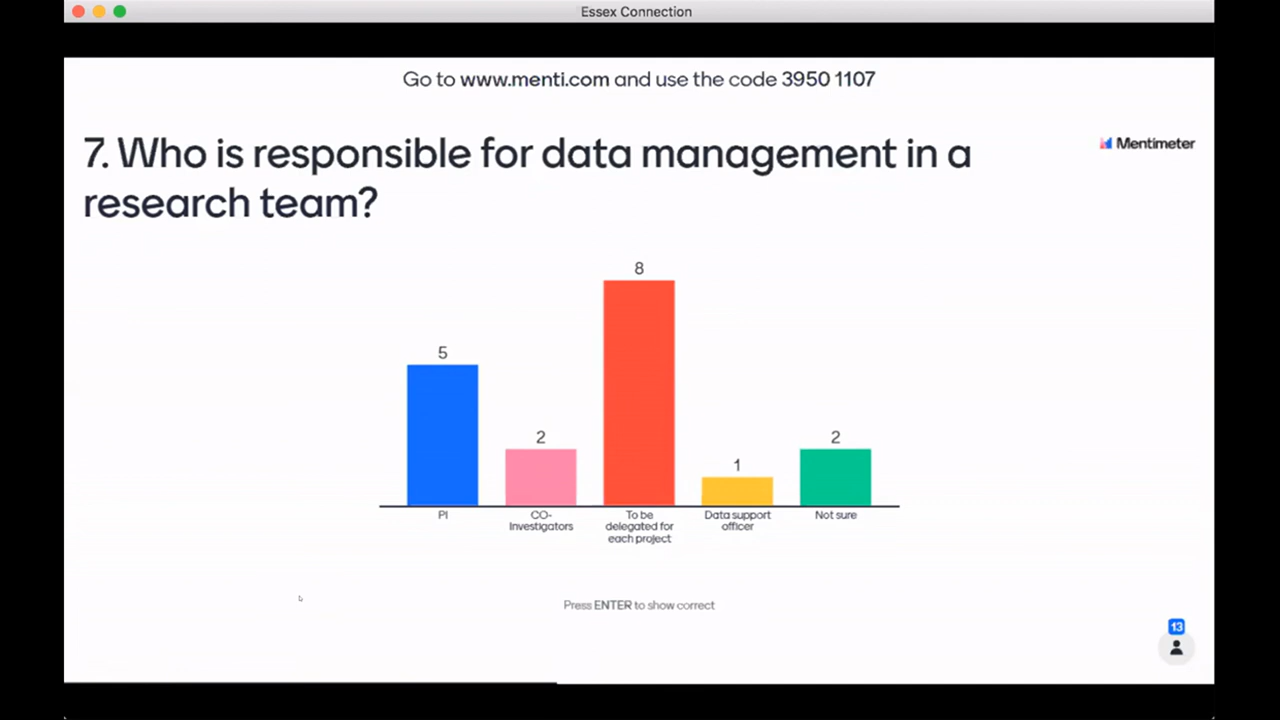 Essex Connection
Go to www.menti.com and use the code 3950 1107
7. Who is responsible for data management in a
research team?
Mentimeter
8
5
2
1
2
PI
CO-
Investigators
To be
delegated for
each project
Data support
officer
Not sure
Press ENTER to show correct
13